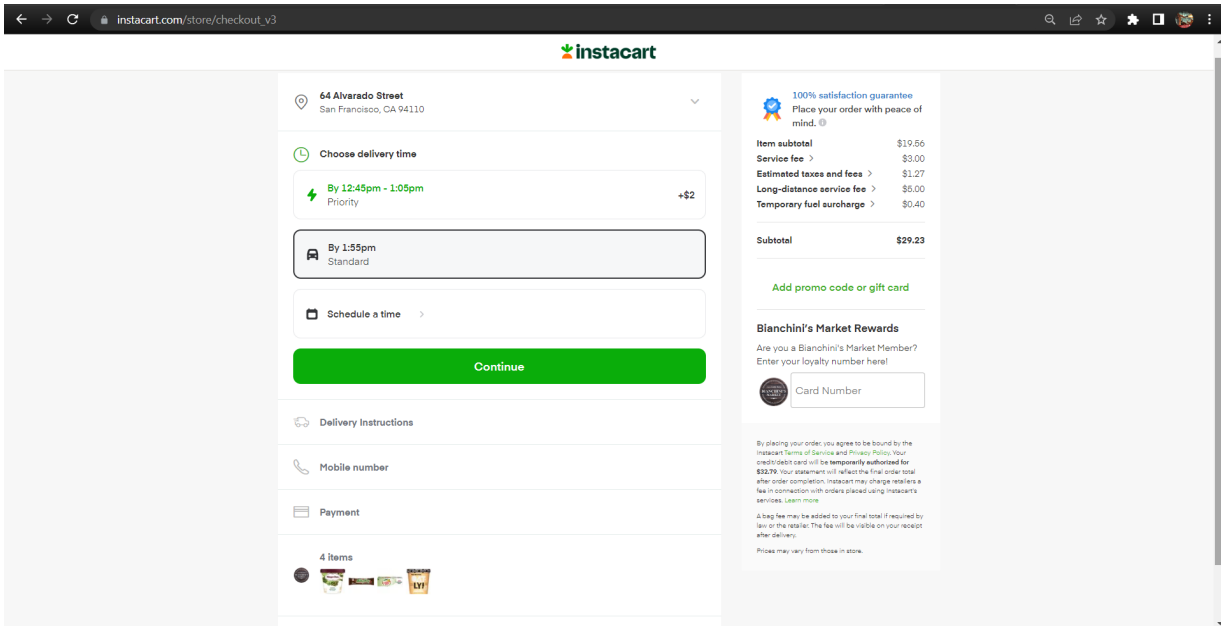 instacart.com/store/checkout_v3
instacart
64 Alvarado Street
San Francisco, CA 94110
Choose delivery time
By 12:45pm - 1:05pm
Priority
+$2
By 1:55pm
Standard
Schedule a time
Continue
Delivery Instructions
Mobile number
Payment
4 items
LY!
100% satisfaction guarantee
Place your order with peace of
mind.
Item subtotal $19.56
Service fee $3.00
Estimated taxes and fees $1.27
Long-distance service fee $5.00
Temporary fuel surcharge $0.40
Subtotal $29.23
Add promo code or gift card
Bianchini's Market Rewards
Are you a Bianchini's Market Member?
Enter your loyalty number here!
Card Number
By placing your order, you agree to be bound by the
Instacart Terms of Service and Privacy Policy. Your
credit/debit card will be temporarily authorized for
$32.79. Your statement will reflect the final order total
after order completion. Instacart may charge retailers a
fee in connection with orders placed using Instacart's
services. Learn more
A bag fee may be added to your final total if required by
law or the retailer. The fee will be visible on your receipt
after delivery.
Prices may vary from those in store.